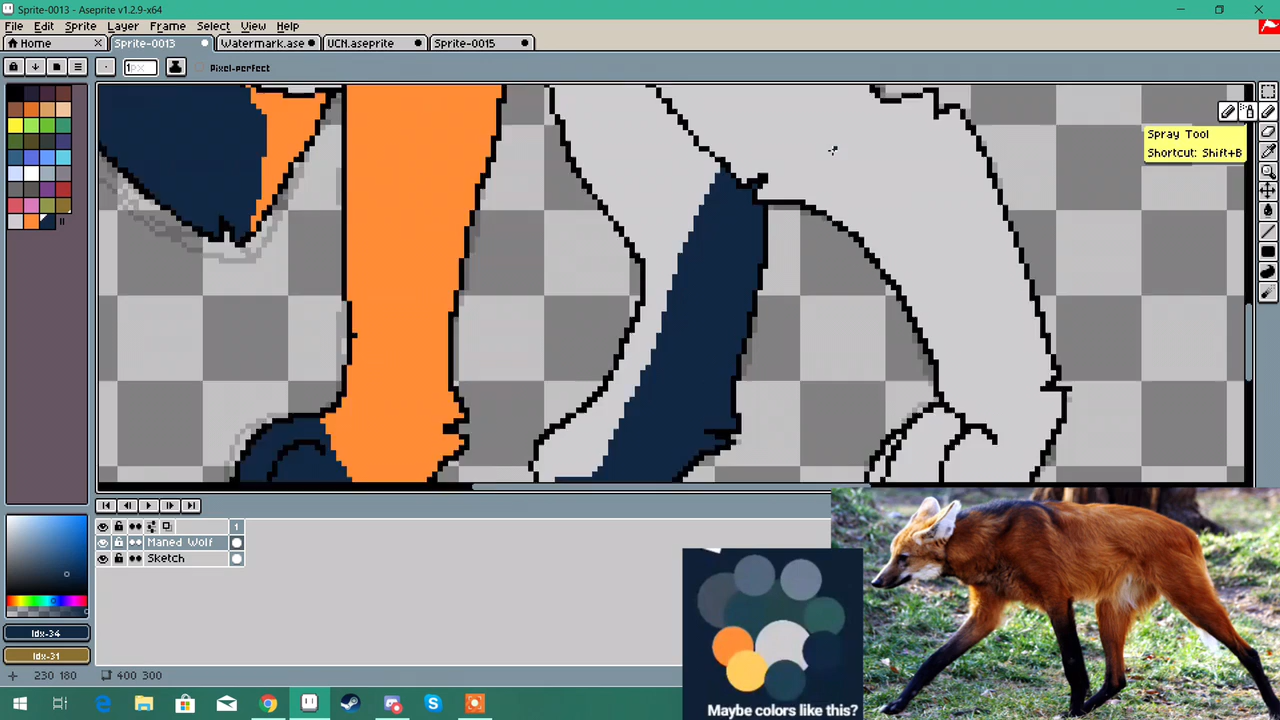 Sprite-0013 - Aseprite v1.2.9-x64
File Edit Sprite Layer Frame Select View Help
Home Sprite-0013 Watermark.ase UCN.aseprite Sprite-0015
1px Pixel-perfect
Spray Tool
Shortcut: Shift+B
1
Maned Wolf
Sketch
Idx-34
Idx-31
230 180 400 300
Maybe colors like this?